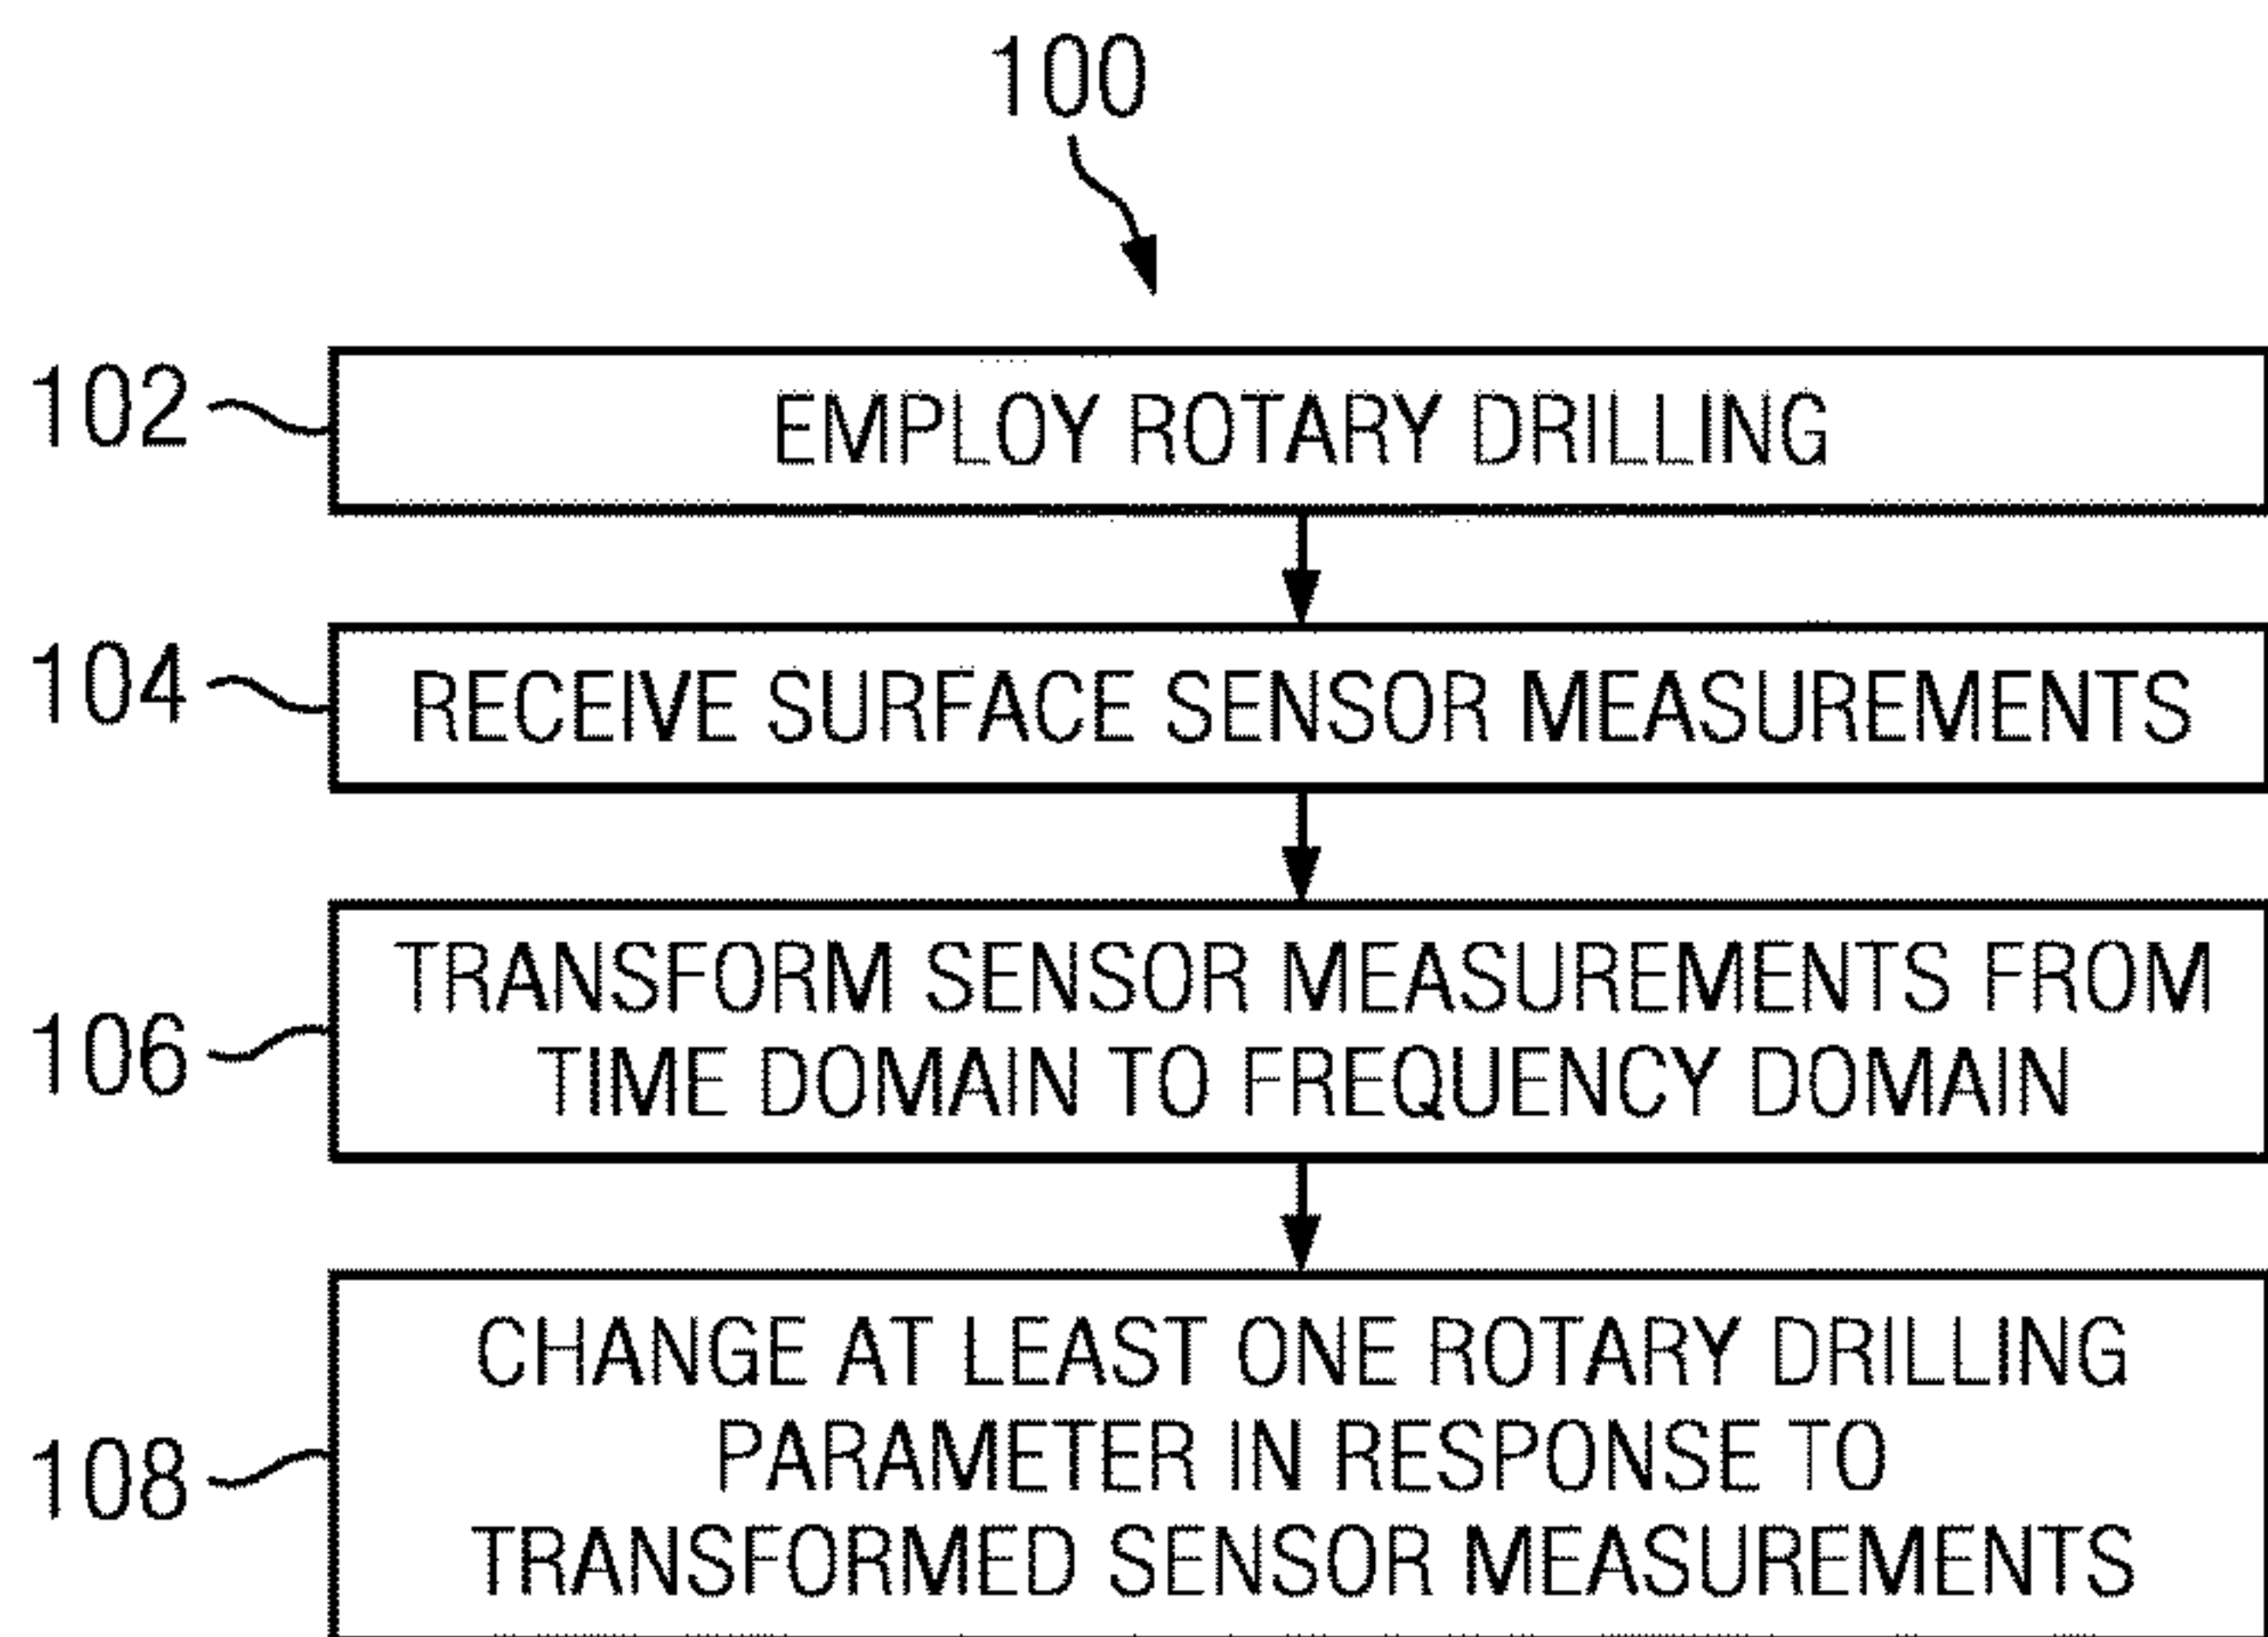 100
102
EMPLOY ROTARY DRILLING
104
RECEIVE SURFACE SENSOR MEASUREMENTS
106
TRANSFORM SENSOR MEASUREMENTS FROM
TIME DOMAIN TO FREQUENCY DOMAIN
108
CHANGE AT LEAST ONE ROTARY DRILLING
PARAMETER IN RESPONSE TO
TRANSFORMED SENSOR MEASUREMENTS